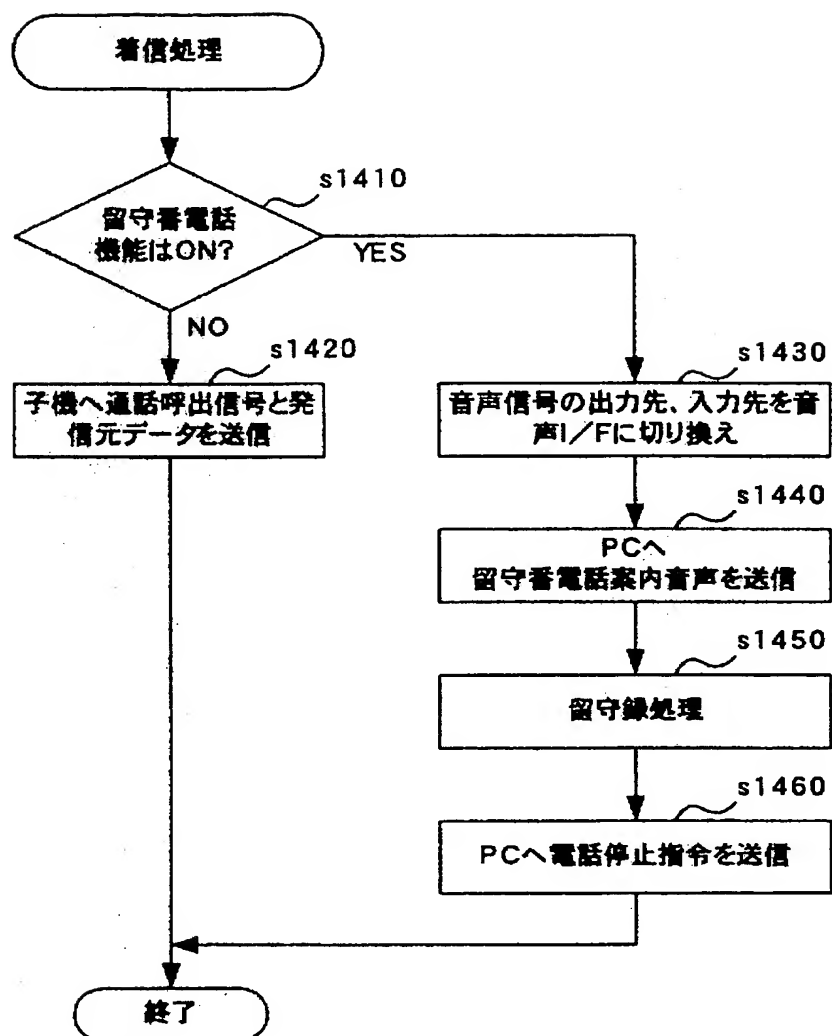 着信処理
s1410
留守番電話
機能はON?
YES
NO
s1420
子機へ通話呼出信号と発
信元データを送信
s1430
音声信号の出力先、入力先を音
声I/Fに切り換え
s1440
PCへ
留守番電話案内音声を送信
s1450
留守録処理
s1460
PCへ電話停止指令を送信
終了